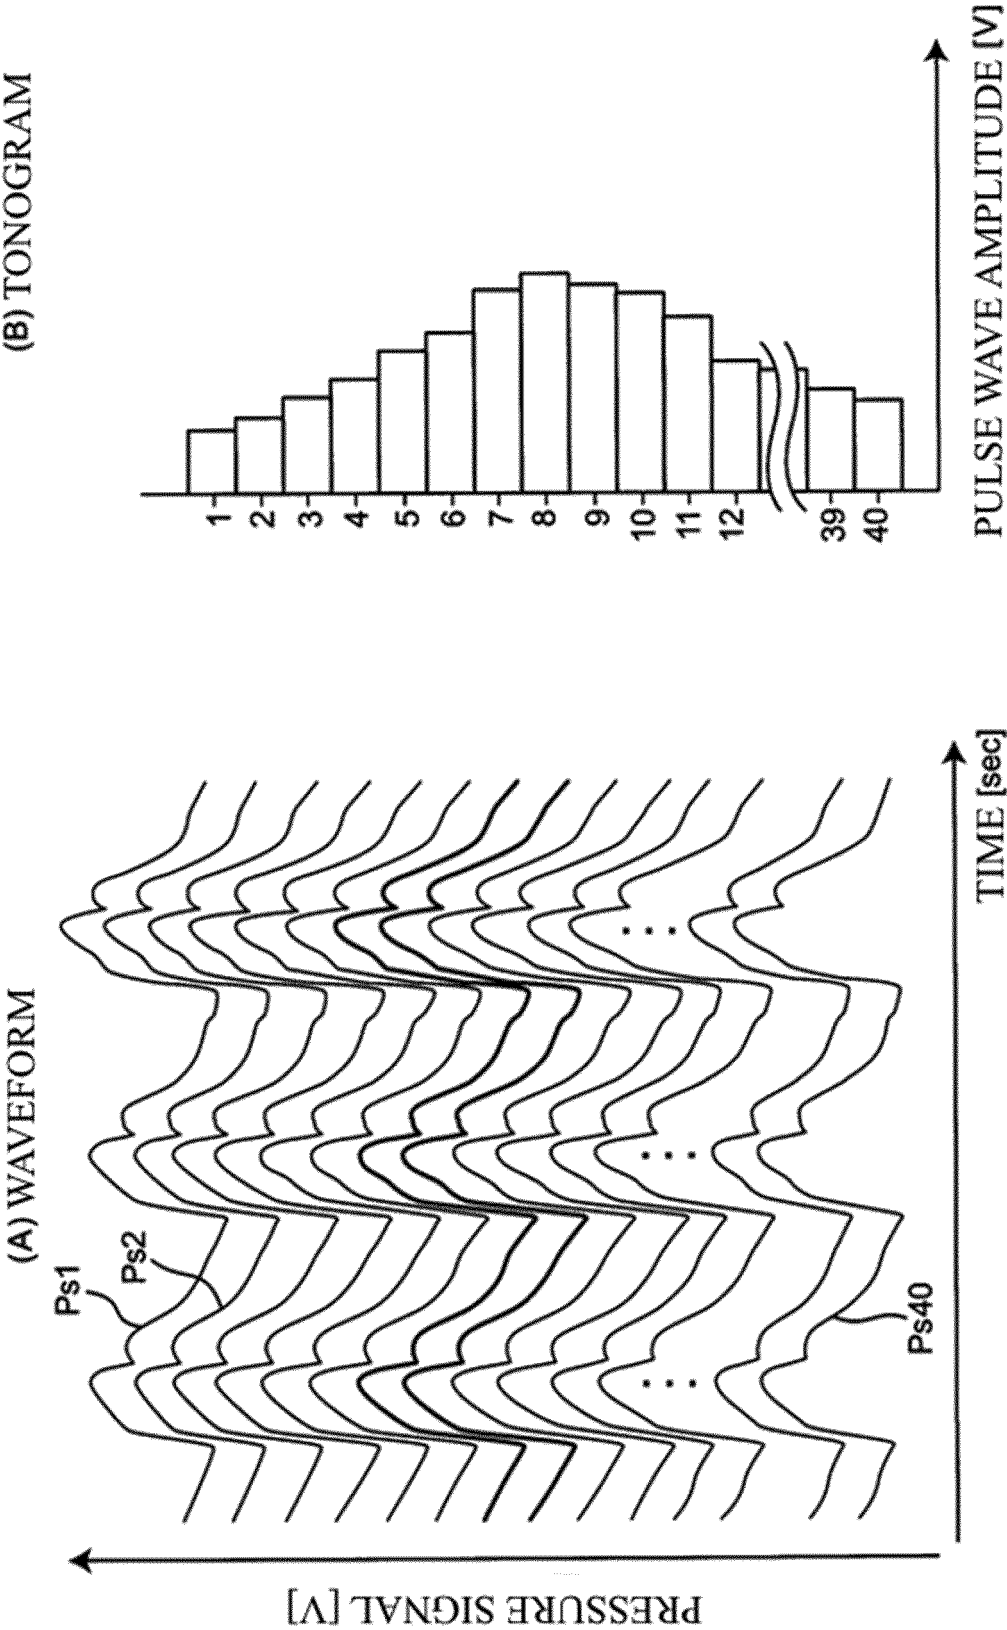 (A) WAVEFORM
PRESSURE SIGNAL [V]
Ps1
Ps2
Ps40
TIME [sec]
(B) TONOGRAM
1
2
3
4
5
6
7
8
9
10
11
12
39
40
PULSE WAVE AMPLITUDE [V]